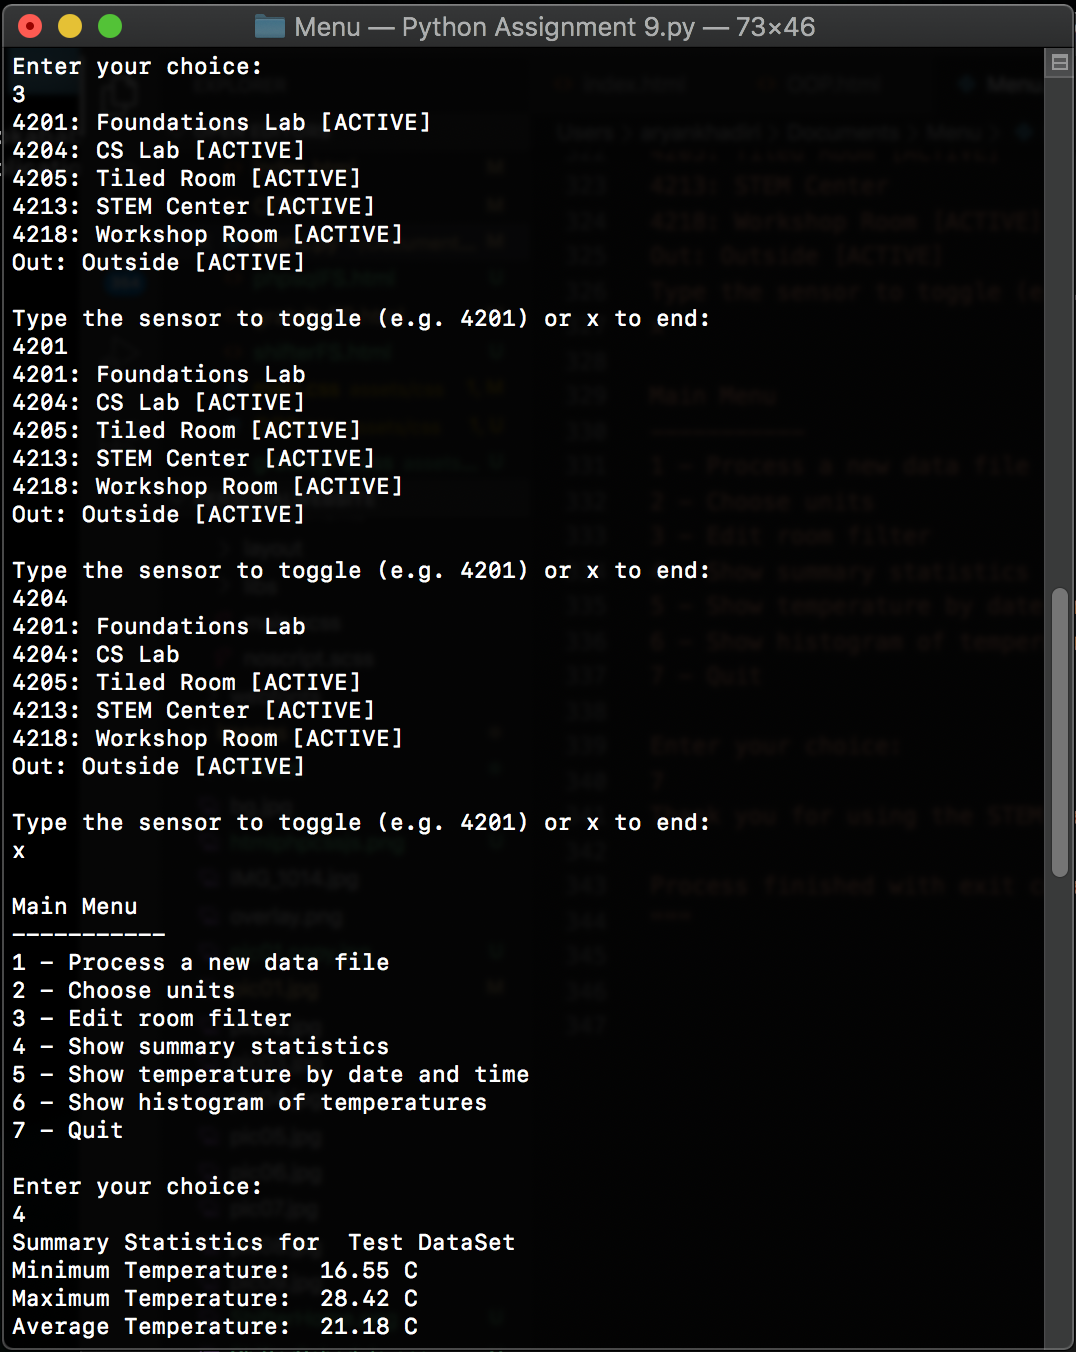 Menu — Python Assignment 9.py — 73×46
Enter your choice:
3
4201: Foundations Lab [ACTIVE]
4204: CS Lab [ACTIVE]
4205: Tiled Room [ACTIVE]
4213: STEM Center [ACTIVE]
4218: Workshop Room [ACTIVE]
Out: Outside [ACTIVE]
Type the sensor to toggle (e.g. 4201) or x to end:
4201
4201: Foundations Lab
4204: CS Lab [ACTIVE]
4205: Tiled Room [ACTIVE]
4213: STEM Center [ACTIVE]
4218: Workshop Room [ACTIVE]
Out: Outside [ACTIVE]
Type the sensor to toggle (e.g. 4201) or x to end:
4204
4201: Foundations Lab
4204: CS Lab
4205: Tiled Room [ACTIVE]
4213: STEM Center [ACTIVE]
4218: Workshop Room [ACTIVE]
Out: Outside [ACTIVE]
Type the sensor to toggle (e.g. 4201) or x to end:
x
Main Menu
-----------
1 - Process a new data file
2 - Choose units
3 - Edit room filter
4 - Show summary statistics
5 - Show temperature by date and time
6 - Show histogram of temperatures
7 - Quit
Enter your choice:
4
Summary Statistics for  Test DataSet
Minimum Temperature:  16.55 C
Maximum Temperature:  28.42 C
Average Temperature:  21.18 C